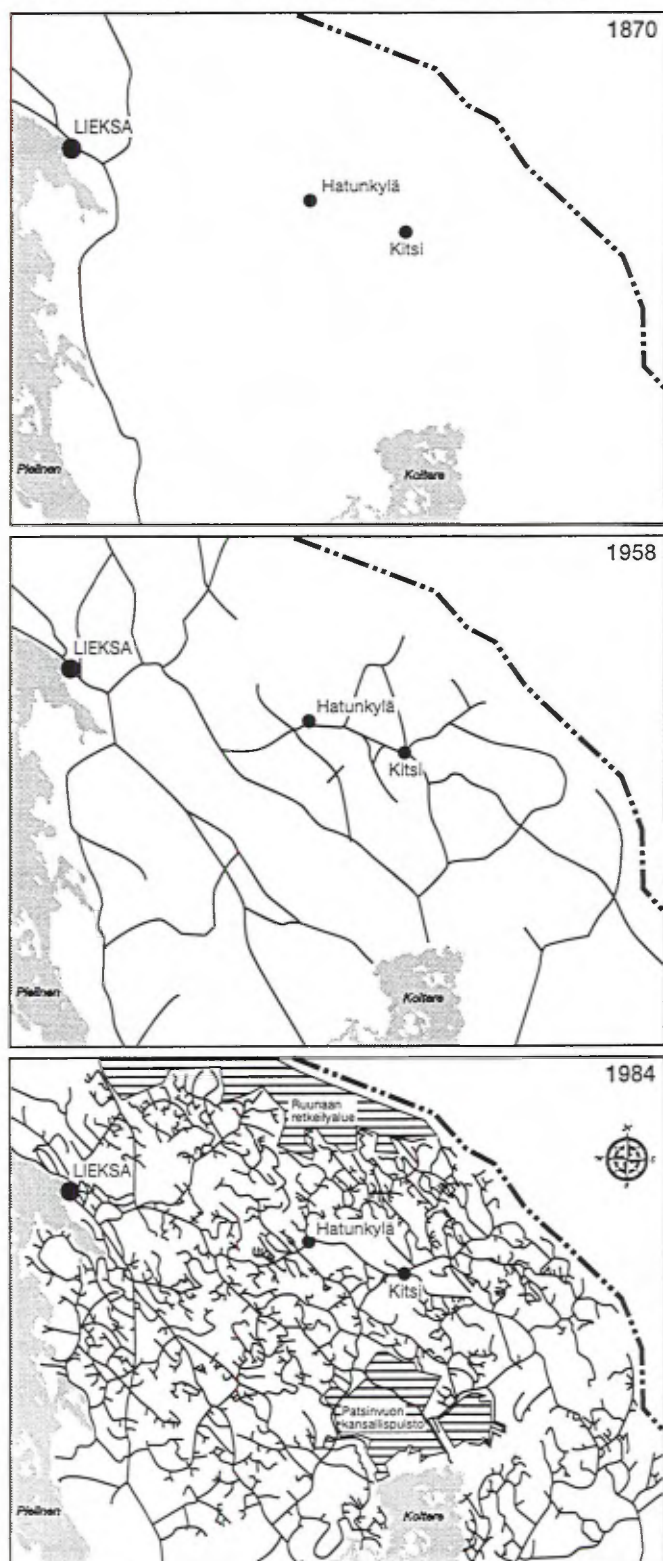 1870
LIEKSA
Hatunkylä
Kitsi
Pielinen
Koitere
1958
LIEKSA
Hatunkylä
Kitsi
Pielinen
Koitere
1984
Ruunaan
retkeilyalue
LIEKSA
Hatunkylä
Kitsi
Patsinvuon
kansallispuisto
Pielinen
Koitere